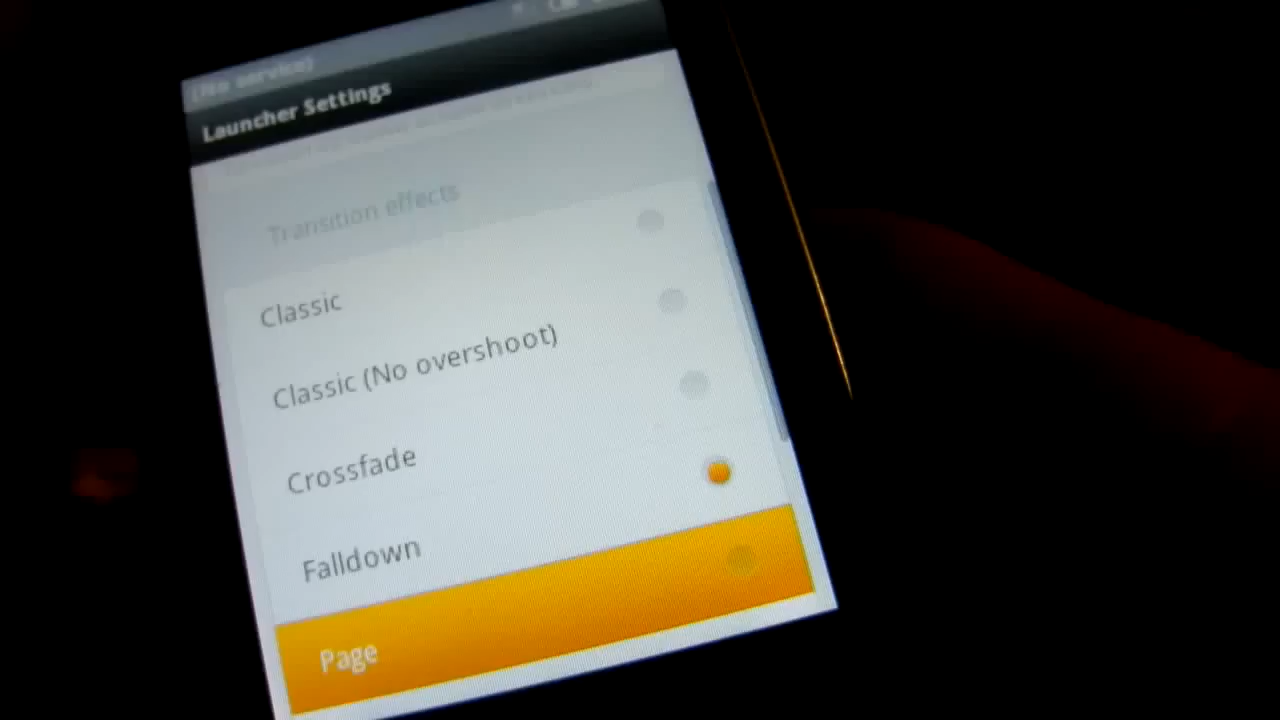 (No service)
Launcher Settings
Transition effects
Classic
Classic (No overshoot)
Crossfade
Falldown
Page